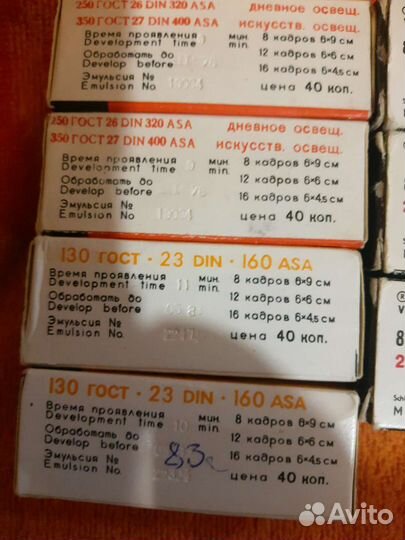 250 ГОСТ 26 DIN 320 ASA дневное освещ.
350 ГОСТ 27 DIN 400 ASA искусств. освещ.
Время проявления мин. 8 кадров 6×9 см
Development time min.
Обработать до 12 кадров 6×6 см
Develop before
Эмульсия № 16 кадров 6×4,5 см
Emulsion No. цена 40 коп.
250 ГОСТ 26 DIN 320 ASA дневное освещ.
350 ГОСТ 27 DIN 400 ASA искусств. освещ.
Время проявления мин. 8 кадров 6×9 см
Development time min.
Обработать до 12 кадров 6×6 см
Develop before
Эмульсия № 16 кадров 6×4,5 см
Emulsion No. цена 40 коп.
130 ГОСТ · 23 DIN · 160 ASA
Время проявления 11 мин. 8 кадров 6×9 см
Development time min.
Обработать до 12 кадров 6×6 см
Develop before
Эмульсия № 16 кадров 6×4,5 см
Emulsion No. цена 40 коп.
130 ГОСТ · 23 DIN · 160 ASA
Время проявления 10 мин. 8 кадров 6×9 см
Development time min.
Обработать до 12 кадров 6×6 см
Develop before
Эмульсия № 83г 16 кадров 6×4,5 см
Emulsion No. цена 40 коп.
Avito